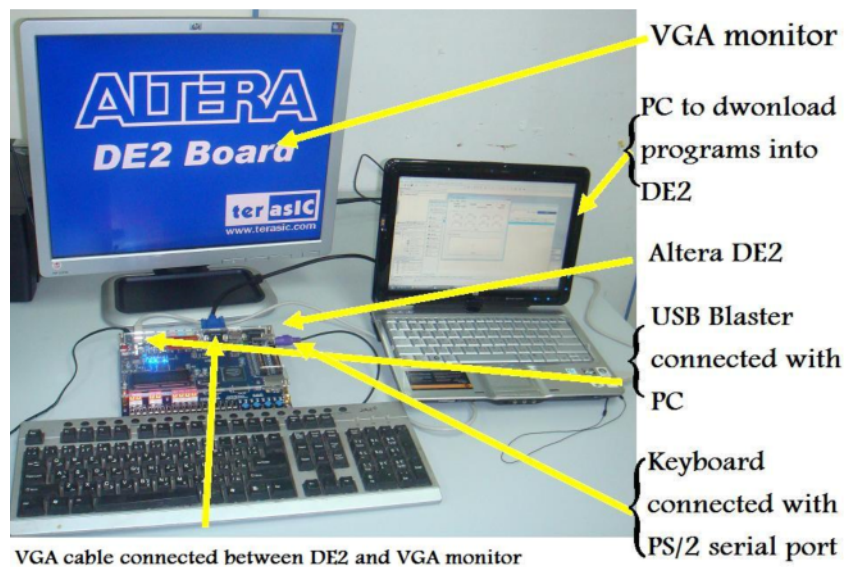 ALTERA
DE2 Board
terasIC
www.terasic.com
VGA monitor
PC to dwonload
programs into
DE2
Altera DE2
USB Blaster
connected with
PC
Keyboard
connected with
PS/2 serial port
VGA cable connected between DE2 and VGA monitor